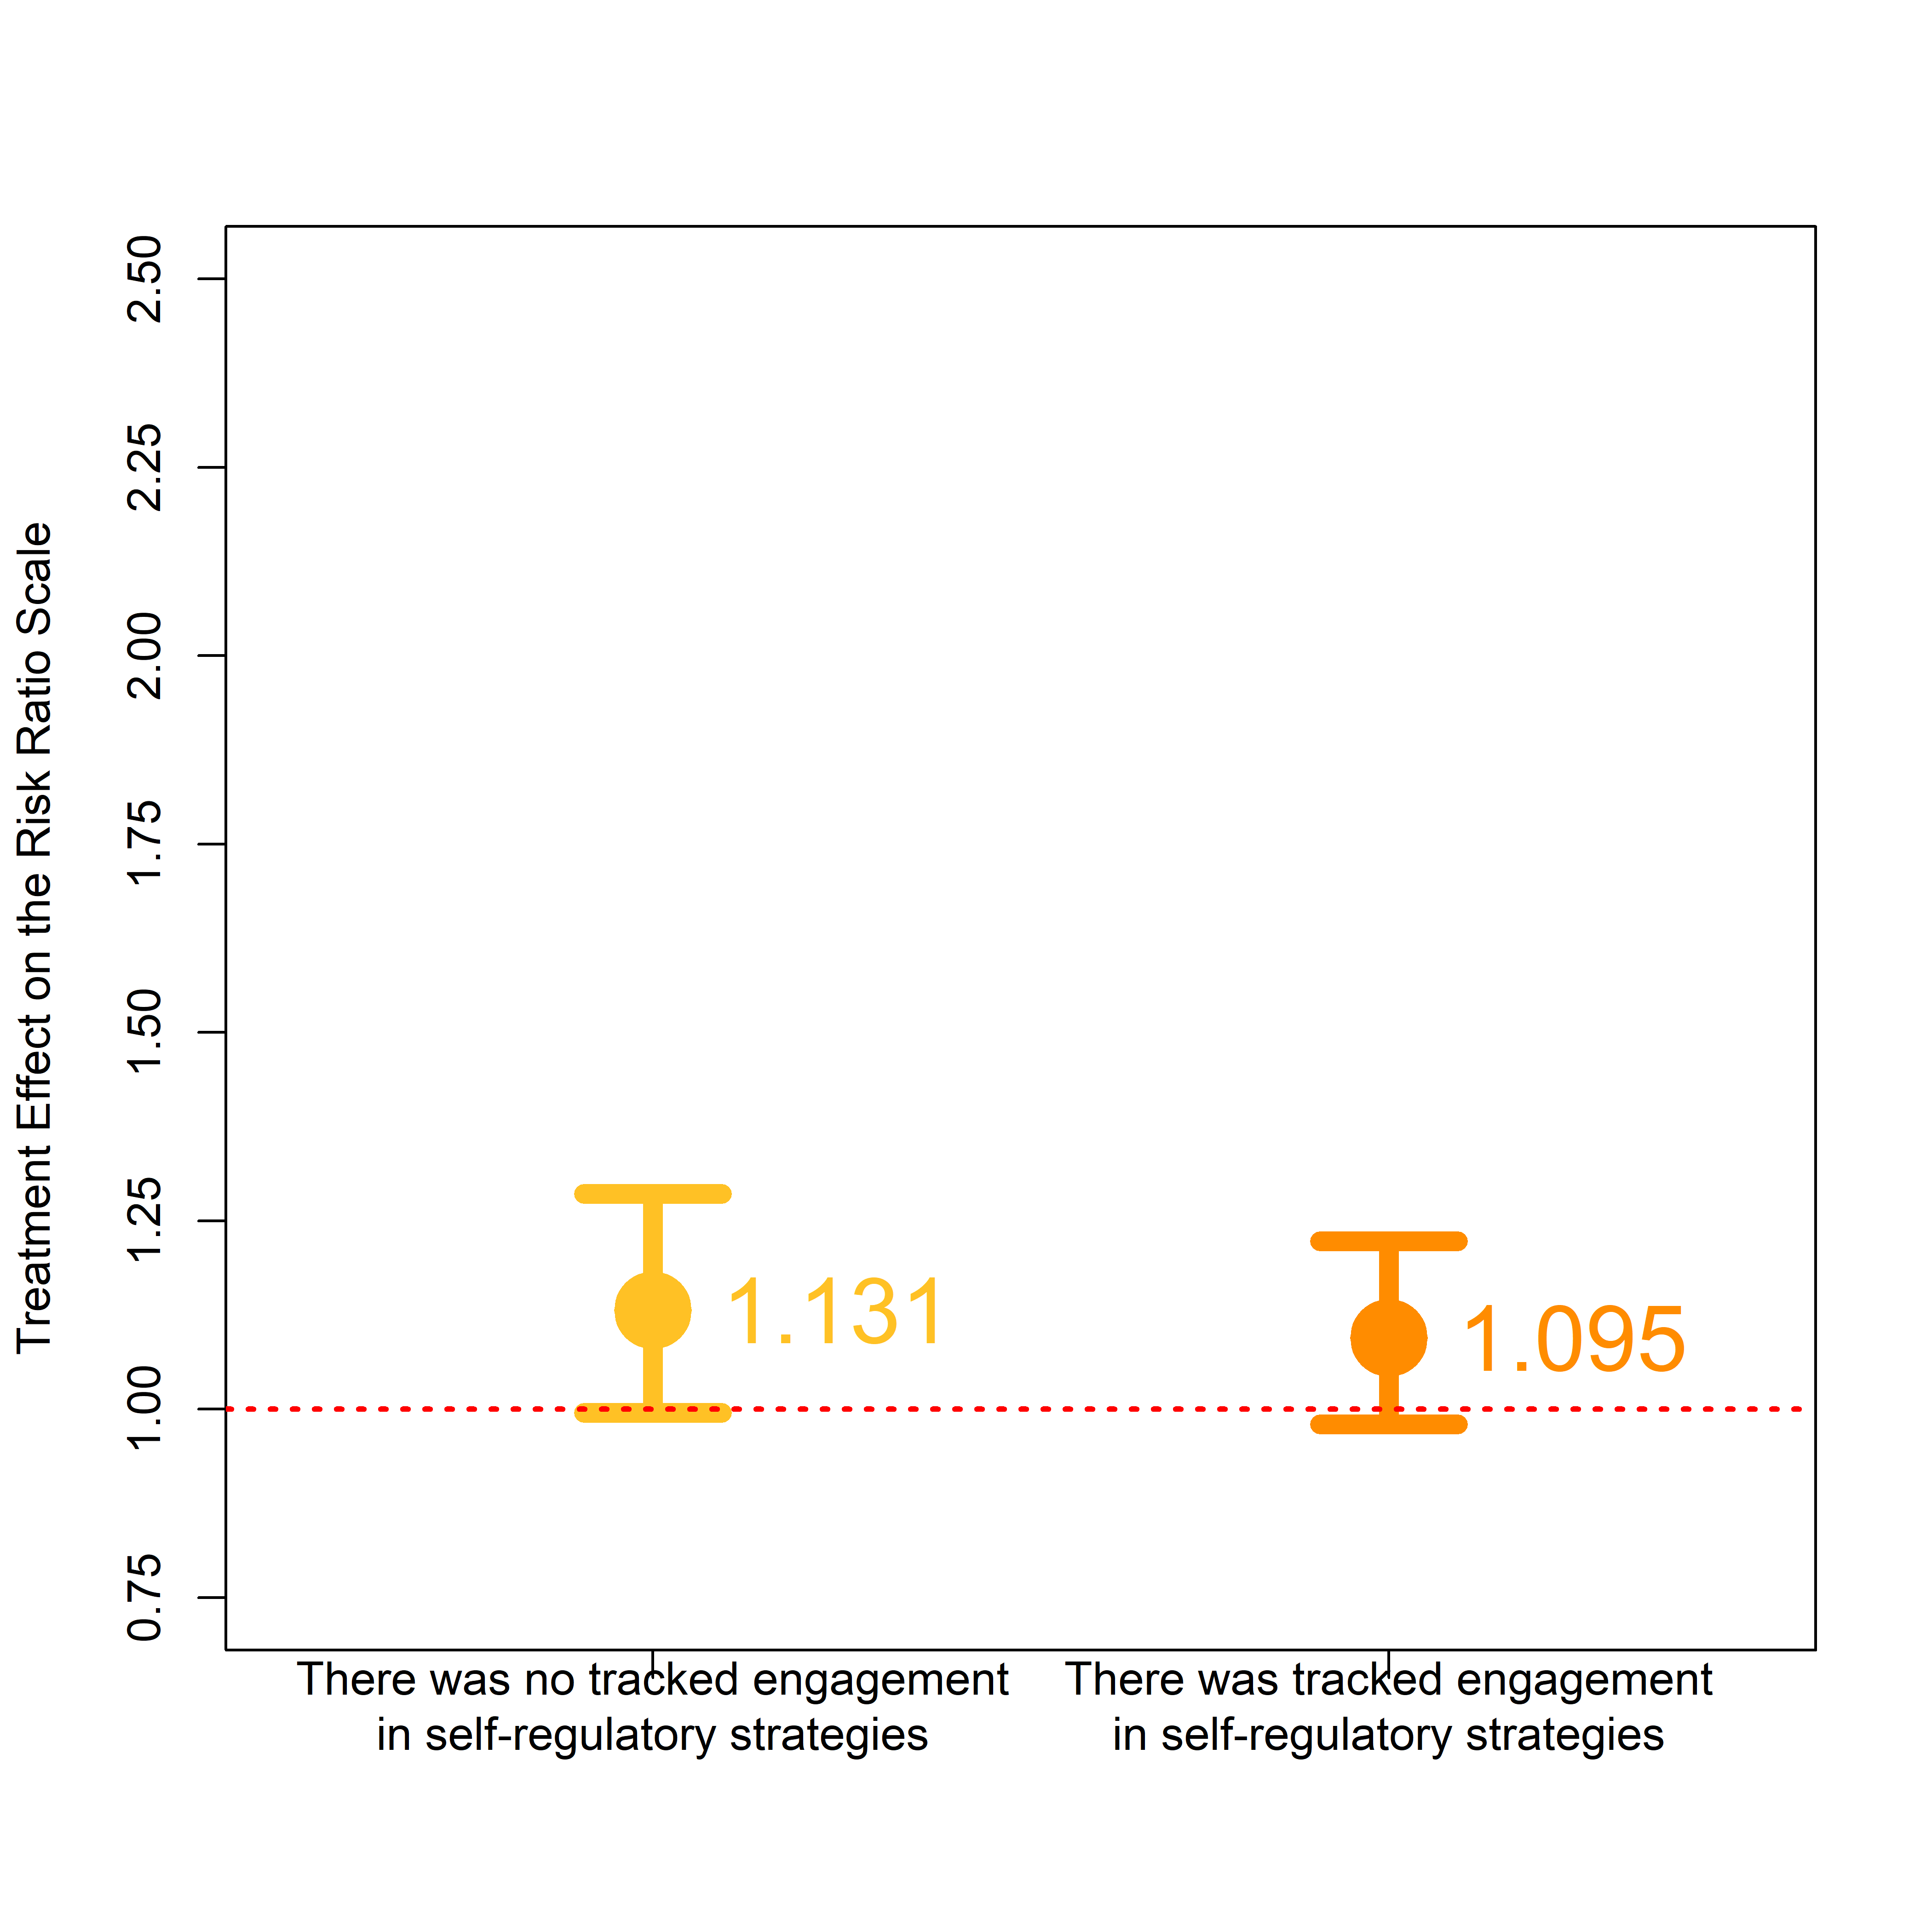 Treatment Effect on the Risk Ratio Scale
2.50
2.25
2.00
1.75
1.50
1.25
1.00
0.75
1.131
1.095
There was no tracked engagement
in self-regulatory strategies
There was tracked engagement
in self-regulatory strategies